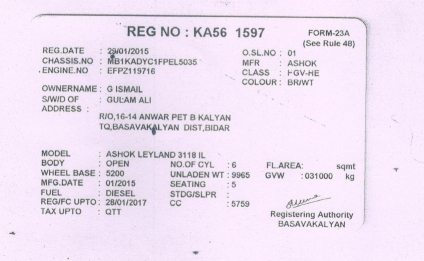 REG NO : KA56 1597
FORM-23A
(See Rule 48)
REG.DATE : 29/01/2015
O.SL.NO : 01
CHASSIS.NO : MB1KADYC1FPEL5035
MFR : ASHOK
ENGINE.NO : EFPZ119716
CLASS : HGV-HE
COLOUR : BR/WT
OWNERNAME : G ISMAIL
S/W/D OF : GULAM ALI
ADDRESS :
R/O,16-14 ANWAR PET B KALYAN
TQ,BASAVAKALYAN DIST,BIDAR
MODEL : ASHOK LEYLAND 3118 IL
BODY : OPEN
NO.OF CYL : 6
FL.AREA: sqmt
WHEEL BASE : 5200
UNLADEN WT : 9965
GVW : 031000 kg
MFG.DATE : 01/2015
SEATING : 5
FUEL : DIESEL
STDG/SLPR :
REG/FC UPTO : 28/01/2017
CC : 5759
TAX UPTO : QTT
Registering Authority
BASAVAKALYAN